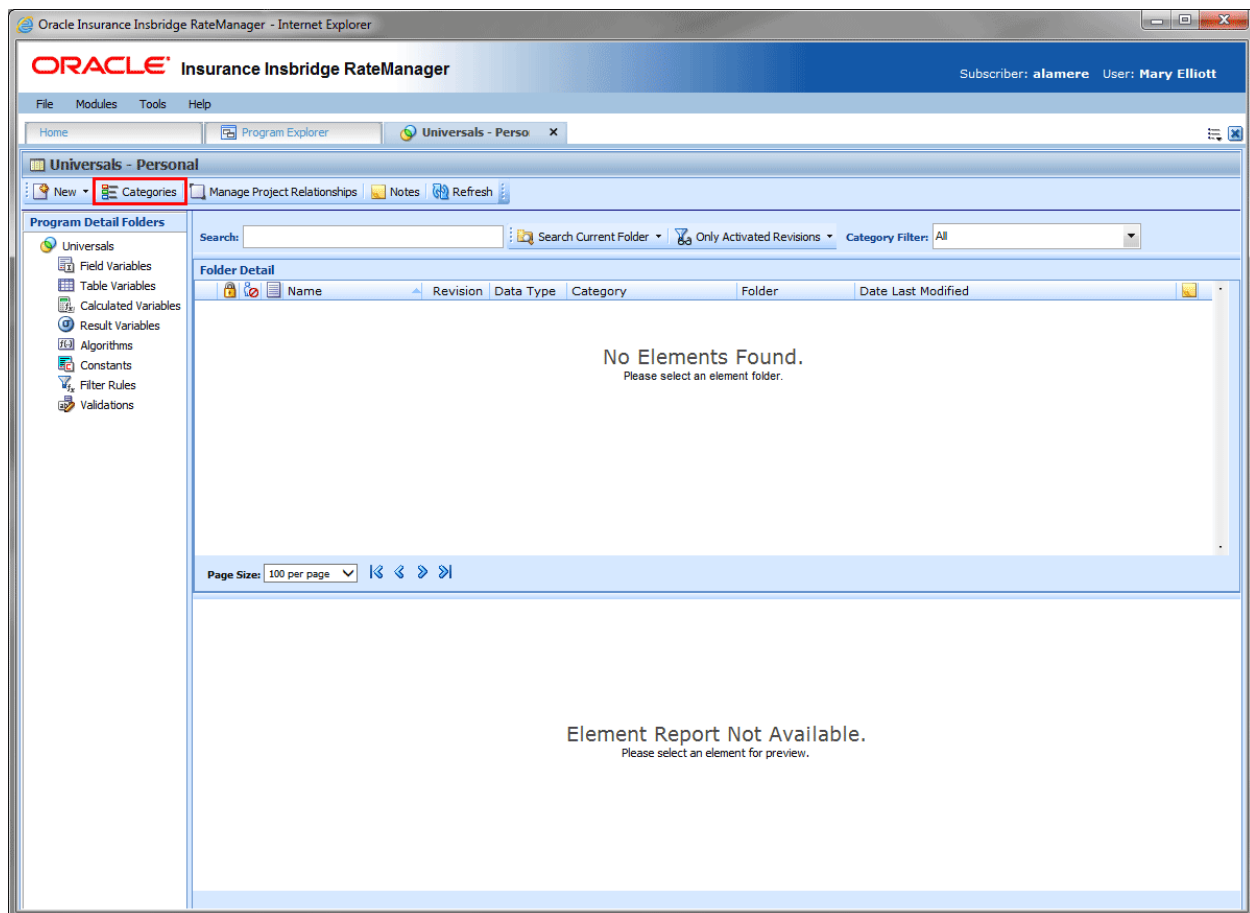 Oracle Insurance Insbridge RateManager - Internet Explorer
ORACLE Insurance Insbridge RateManager
Subscriber: alamere User: Mary Elliott
File Modules Tools Help
Home Program Explorer Universals - Perso x
Universals - Personal
New Categories Manage Project Relationships Notes Refresh
Program Detail Folders
Universals
Field Variables
Table Variables
Calculated Variables
Result Variables
Algorithms
Constants
Filter Rules
Validations
Search: Search Current Folder Only Activated Revisions Category Filter: All
Folder Detail
Name Revision Data Type Category Folder Date Last Modified
No Elements Found.
Please select an element folder.
Page Size: 100 per page
Element Report Not Available.
Please select an element for preview.